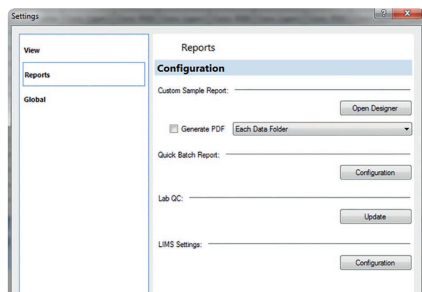 Settings
View
Reports
Global
Reports
Configuration
Custom Sample Report:
Open Designer
Generate PDF Each Data Folder
Quick Batch Report:
Configuration
Lab QC:
Update
LIMS Settings:
Configuration